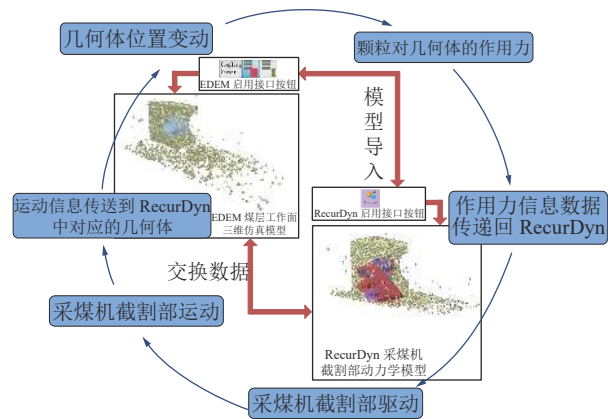 几何体位置变动
颗粒对几何体的作用力
Coupling
Server
EDEM 启用接口按钮
模型导入
运动信息传送到 RecurDyn
中对应的几何体
EDEM 煤层工作面
三维仿真模型
RecurDyn 启用接口按钮
作用力信息数据
传递回 RecurDyn
交换数据
采煤机截割部运动
RecurDyn 采煤机
截割部动力学模型
采煤机截割部驱动